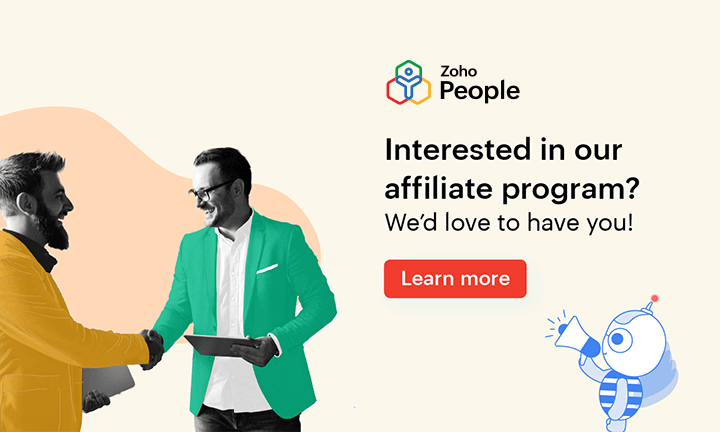 Zoho
People
Interested in our
affiliate program?
We’d love to have you!
Learn more